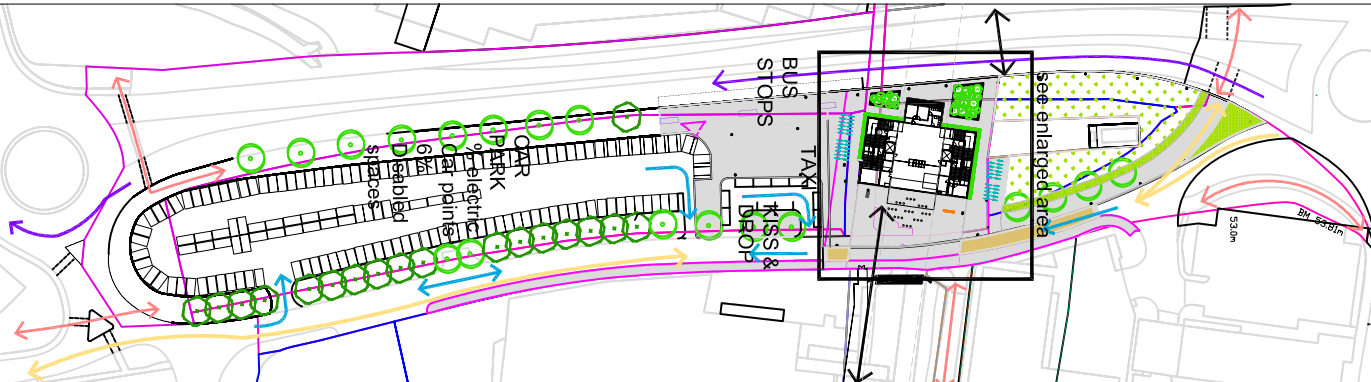 BUS
STOPS
see enlarged area
CAR
PARK
% electric
car points
6%
Disabled
spaces
TAXI
KISS &
DROP
53.0m
BM 53.81m